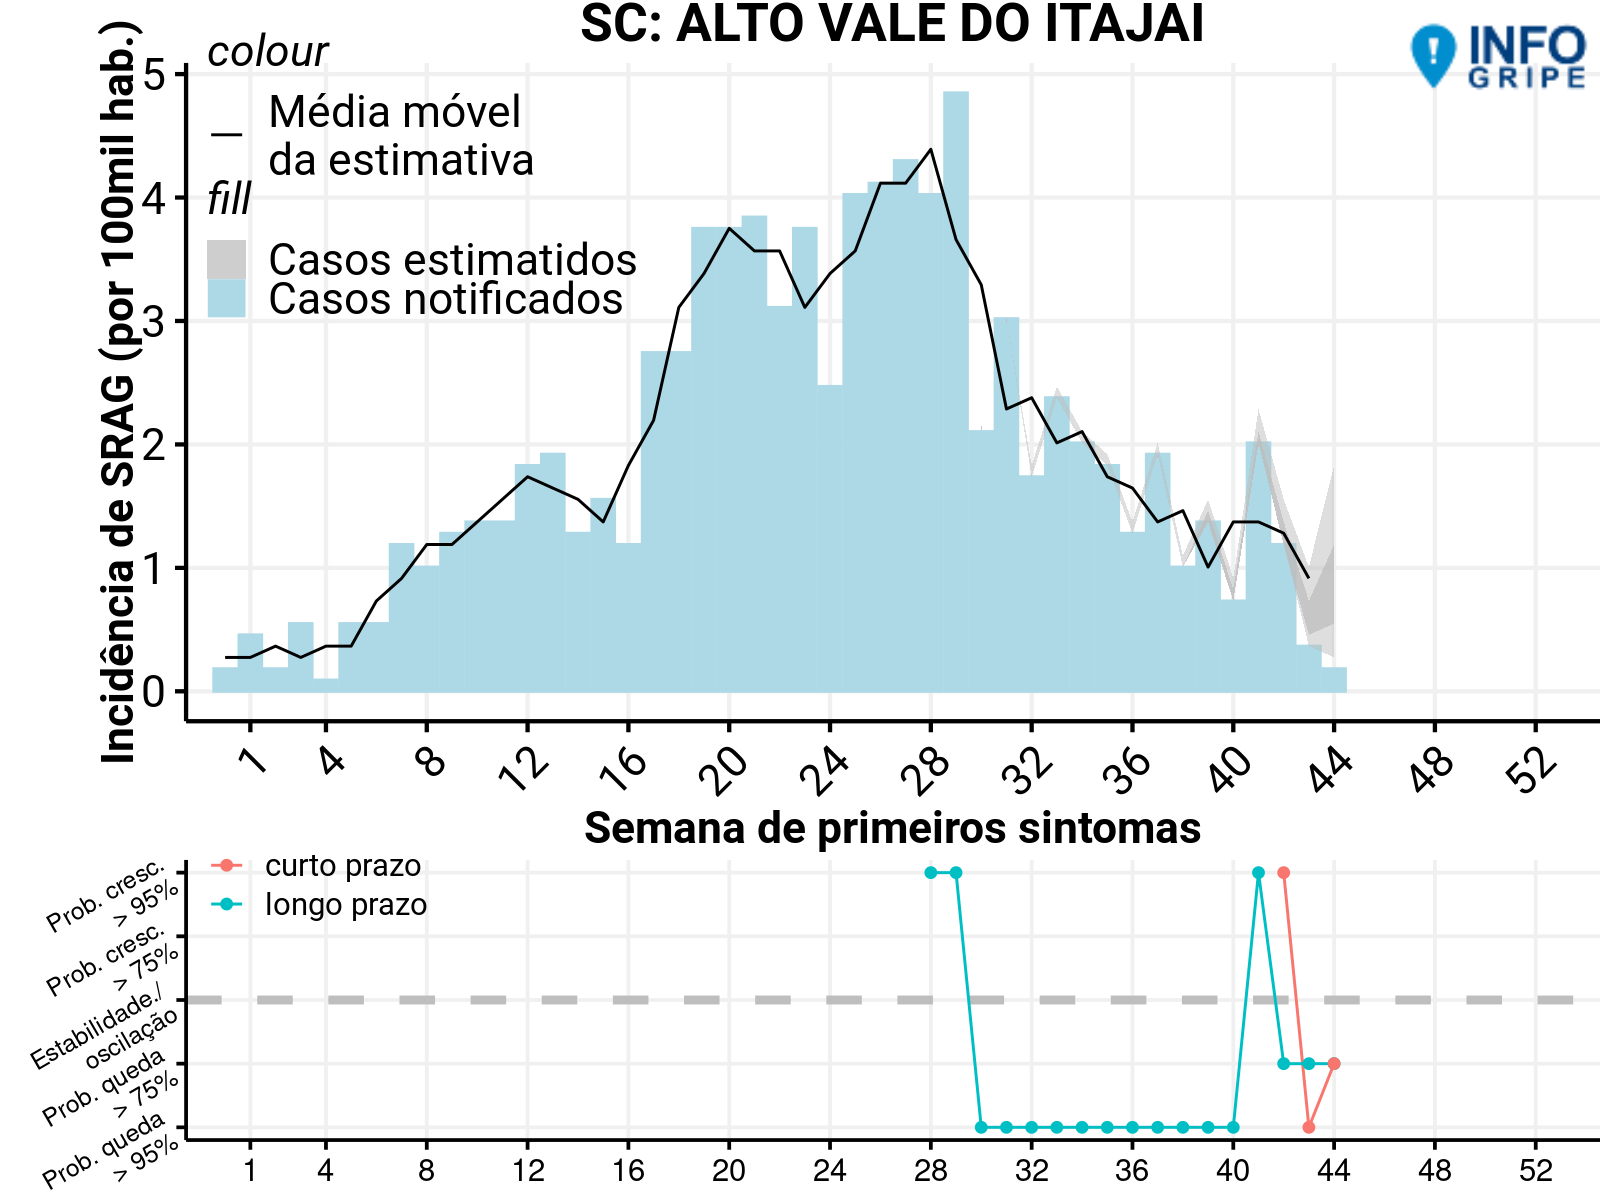 SC: ALTO VALE DO ITAJAI
INFO
GRIPE
Incidência de SRAG (por 100mil hab.)
colour
Média móvel
da estimativa
fill
Casos estimatidos
Casos notificados
5
4
3
2
1
0
1 4 8 12 16 20 24 28 32 36 40 44 48 52
Semana de primeiros sintomas
curto prazo
longo prazo
Prob. cresc.
> 95%
Prob. cresc.
> 75%
Estabilidade./
oscilação
Prob. queda
> 75%
Prob. queda
> 95%
1 4 8 12 16 20 24 28 32 36 40 44 48 52